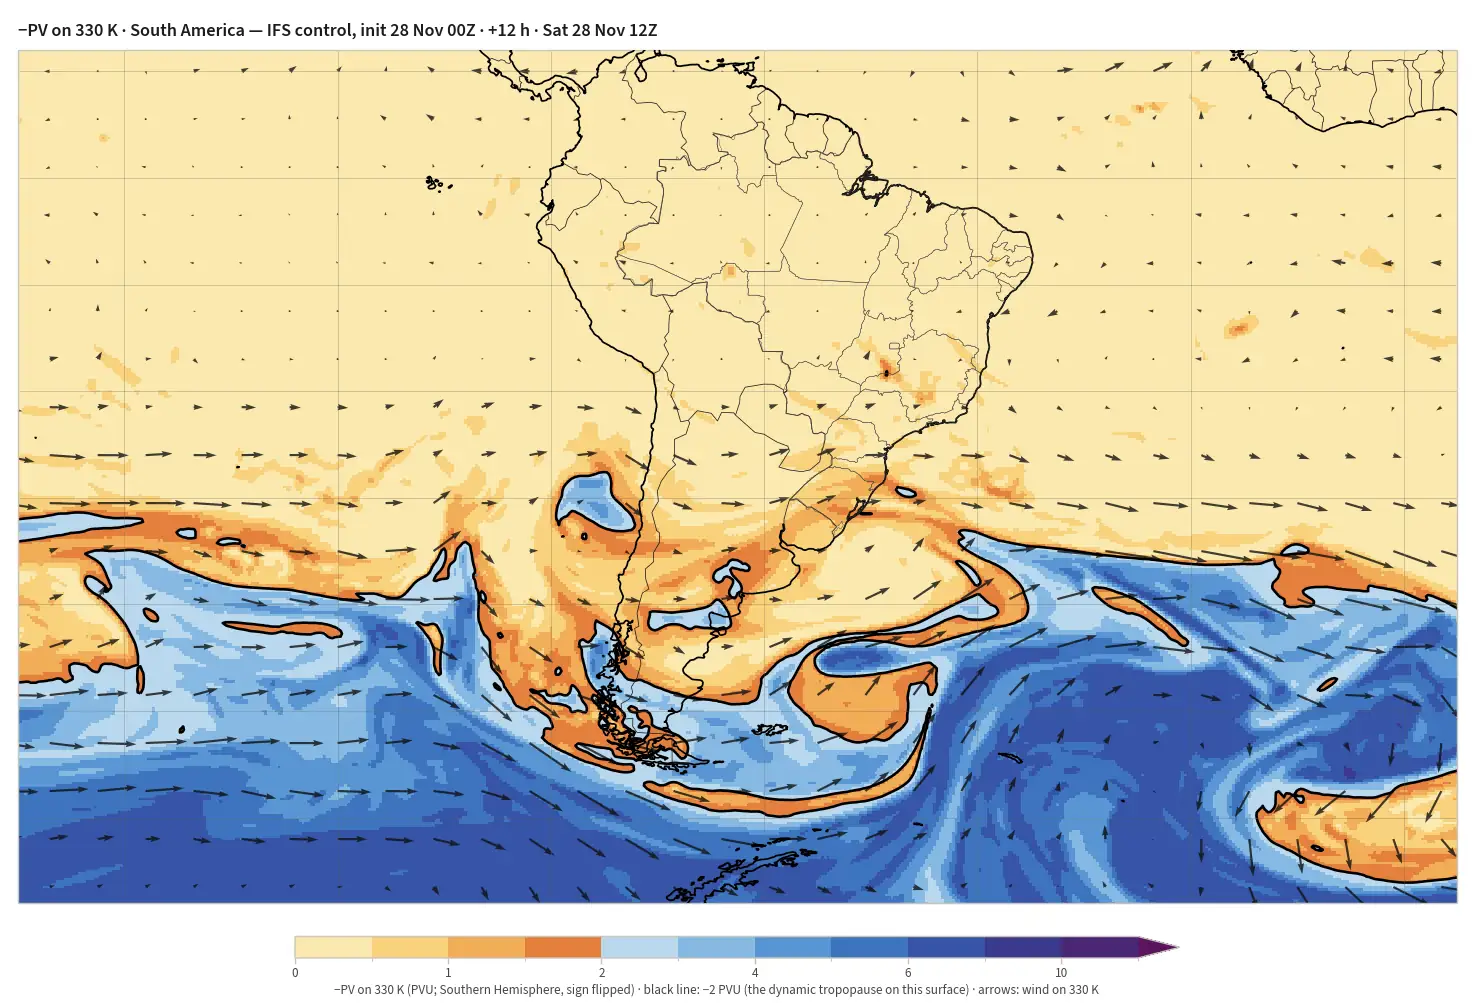 −PV on 330 K · South America — IFS control, init 28 Nov 00Z · +12 h · Sat 28 Nov 12Z
0 1 2 4 6 10
−PV on 330 K (PVU; Southern Hemisphere, sign flipped) · black line: −2 PVU (the dynamic tropopause on this surface) · arrows: wind on 330 K